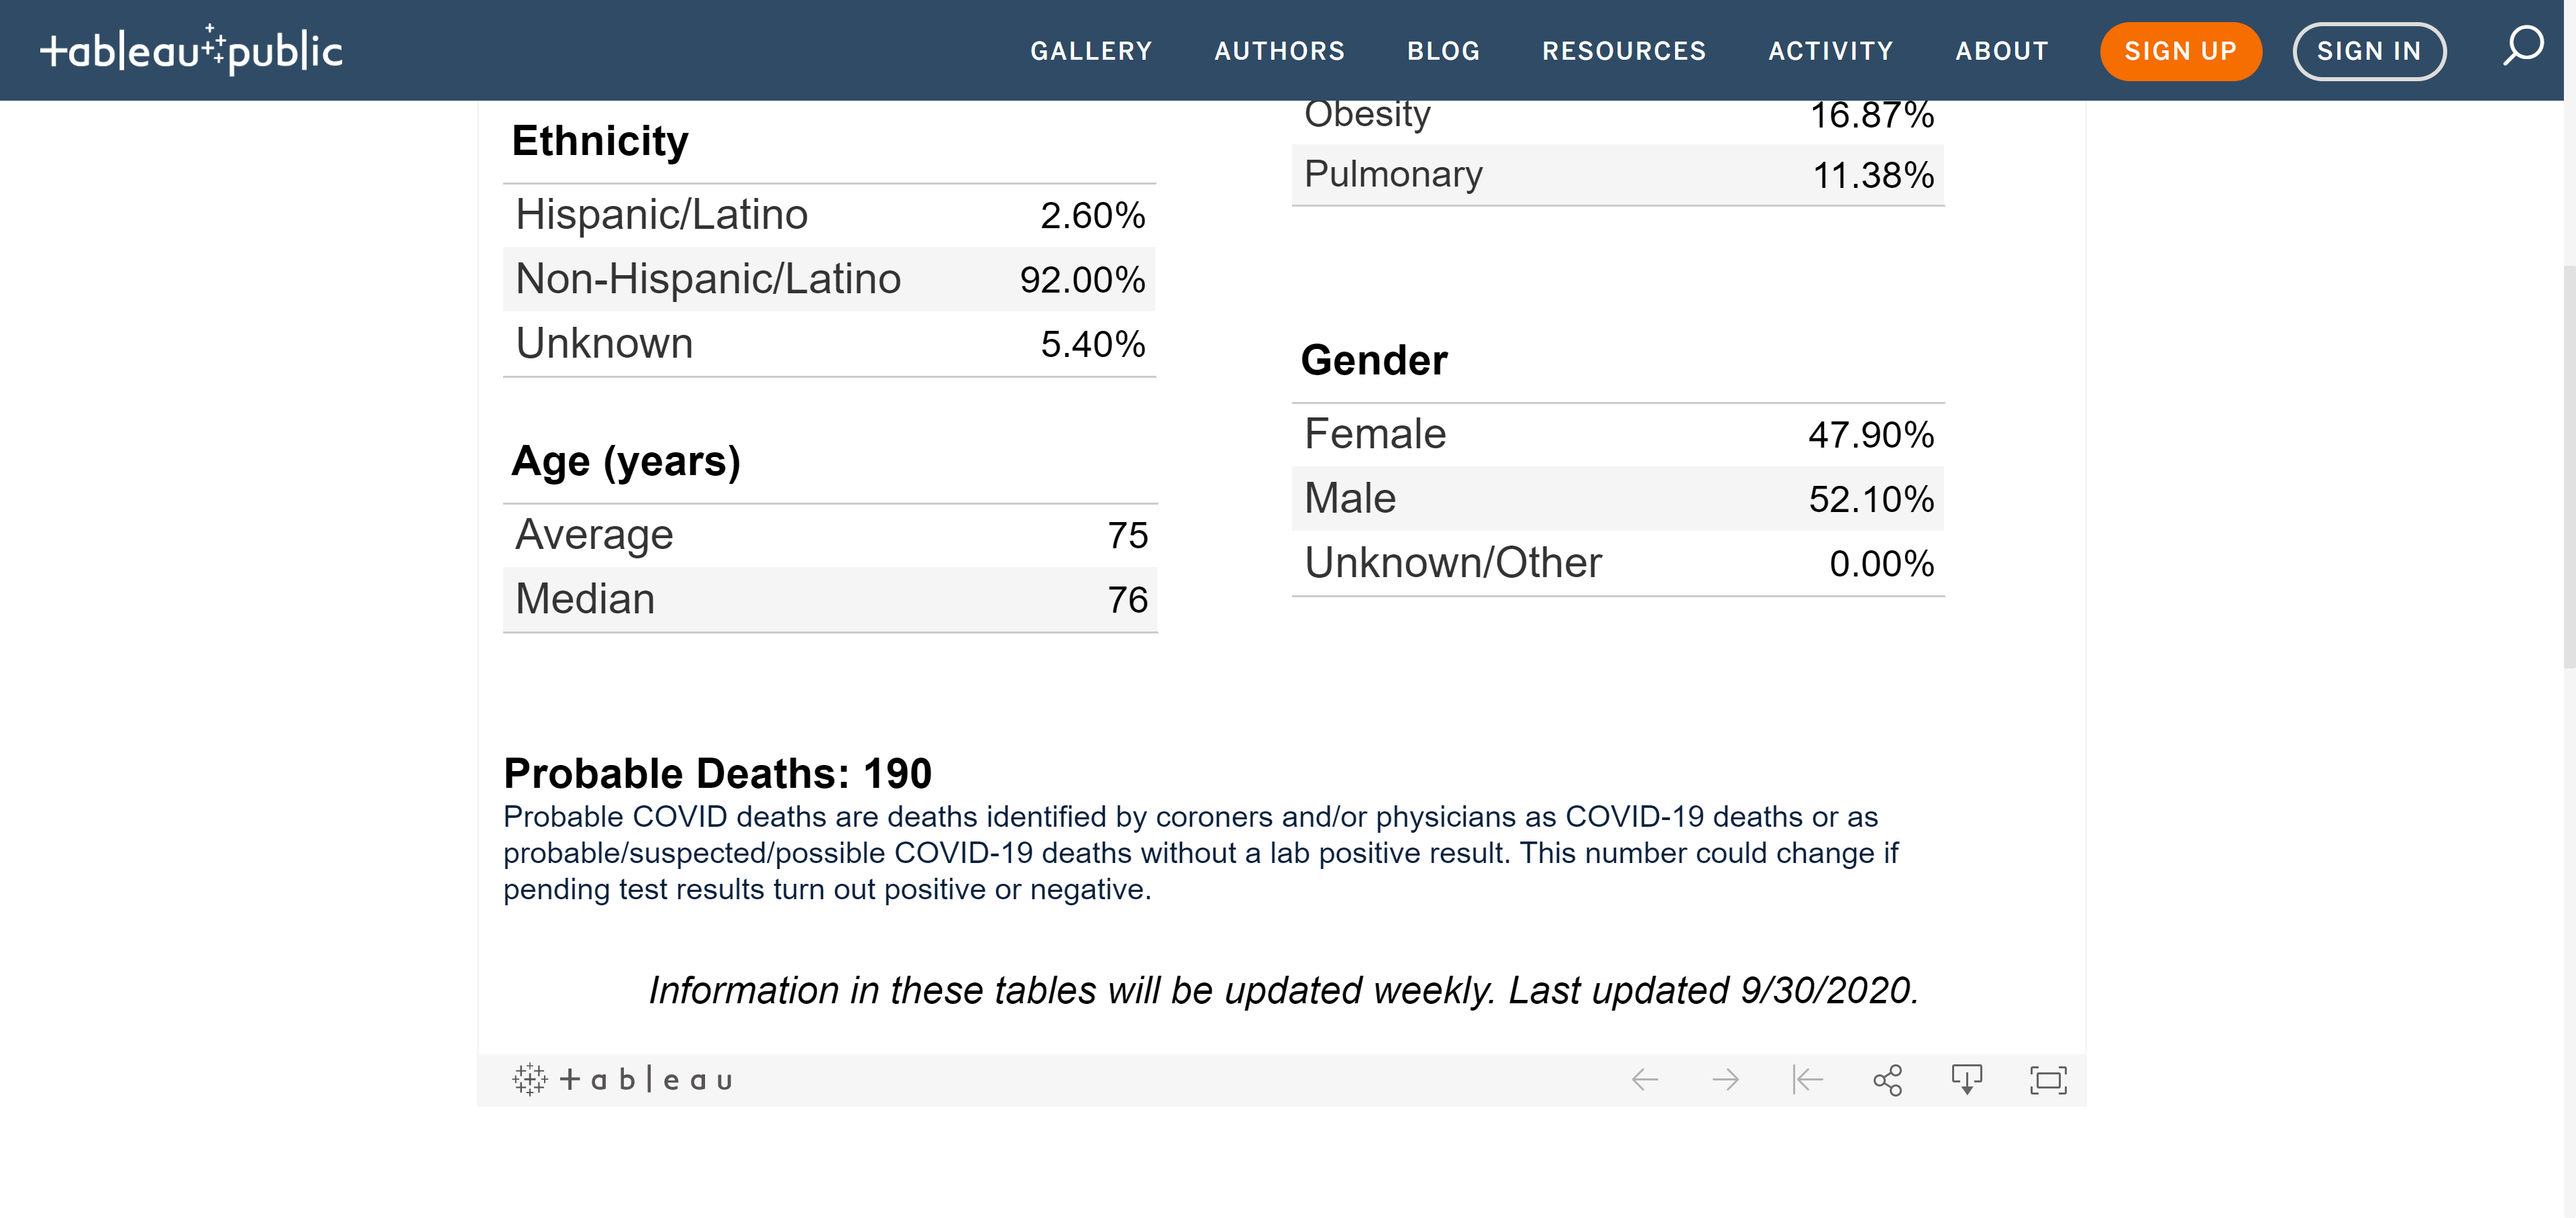 tableau public
GALLERY AUTHORS BLOG RESOURCES ACTIVITY ABOUT SIGN UP SIGN IN
Ethnicity
Hispanic/Latino 2.60%
Non-Hispanic/Latino 92.00%
Unknown 5.40%
Age (years)
Average 75
Median 76
Obesity 16.87%
Pulmonary 11.38%
Gender
Female 47.90%
Male 52.10%
Unknown/Other 0.00%
Probable Deaths: 190
Probable COVID deaths are deaths identified by coroners and/or physicians as COVID-19 deaths or as
probable/suspected/possible COVID-19 deaths without a lab positive result. This number could change if
pending test results turn out positive or negative.
Information in these tables will be updated weekly. Last updated 9/30/2020.
tableau